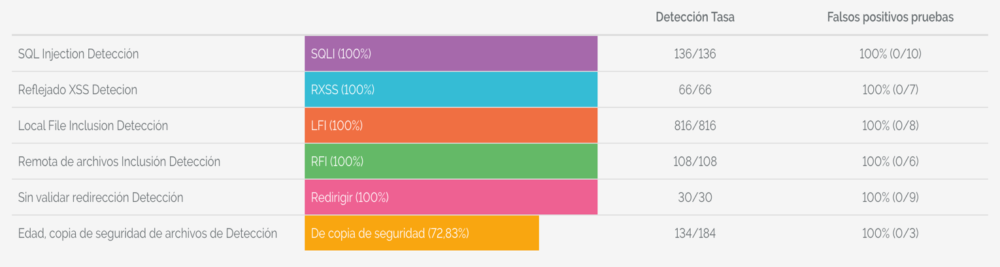 Detección Tasa Falsos positivos pruebas
SQL Injection Detección SQLI (100%) 136/136 100% (0/10)
Reflejado XSS Detecion RXSS (100%) 66/66 100% (0/7)
Local File Inclusion Detección LFI (100%) 816/816 100% (0/8)
Remota de archivos Inclusión Detección RFI (100%) 108/108 100% (0/6)
Sin validar redirección Detección Redirigir (100%) 30/30 100% (0/9)
Edad, copia de seguridad de archivos de Detección De copia de seguridad (72,83%) 134/184 100% (0/3)